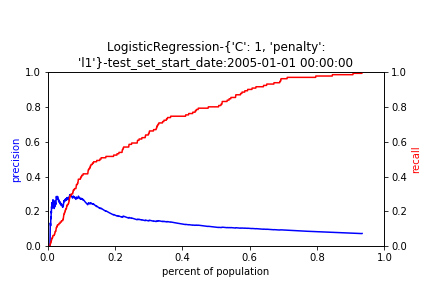 LogisticRegression-{'C': 1, 'penalty':
'l1'}-test_set_start_date:2005-01-01 00:00:00
1.0 1.0
0.8 0.8
0.6 0.6
precision recall
0.4 0.4
0.2 0.2
0.0 0.0
0.0 0.2 0.4 0.6 0.8 1.0
percent of population